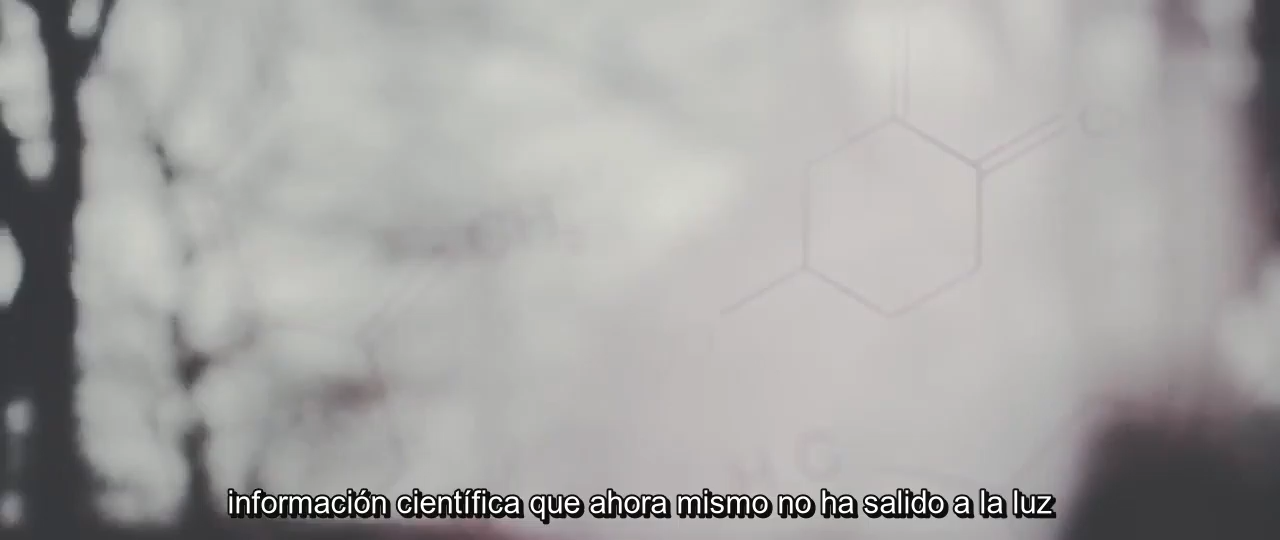 información científica que ahora mismo no ha salido a la luz